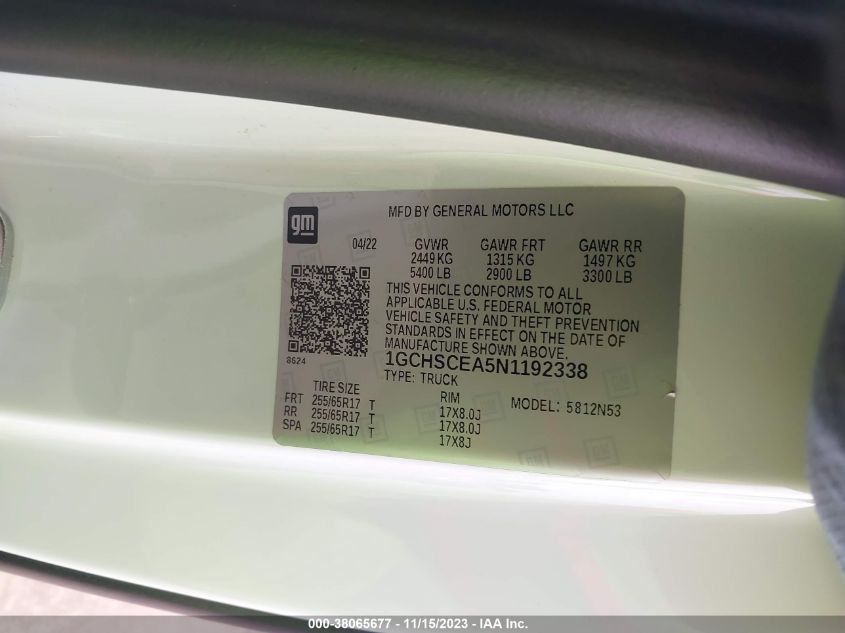 gm
MFD BY GENERAL MOTORS LLC
04/22 GVWR GAWR FRT GAWR RR
2449 KG 1315 KG 1497 KG
5400 LB 2900 LB 3300 LB
THIS VEHICLE CONFORMS TO ALL
APPLICABLE U.S. FEDERAL MOTOR
VEHICLE SAFETY AND THEFT PREVENTION
STANDARDS IN EFFECT ON THE DATE OF
MANUFACTURE SHOWN ABOVE.
8624
1GCHSCEA5N1192338
TYPE: TRUCK
TIRE SIZE RIM MODEL: 5812N53
FRT 255/65R17 T 17X8.0J
RR 255/65R17 T 17X8.0J
SPA 255/65R17 T 17X8J
000-38065677 - 11/15/2023 - IAA Inc.